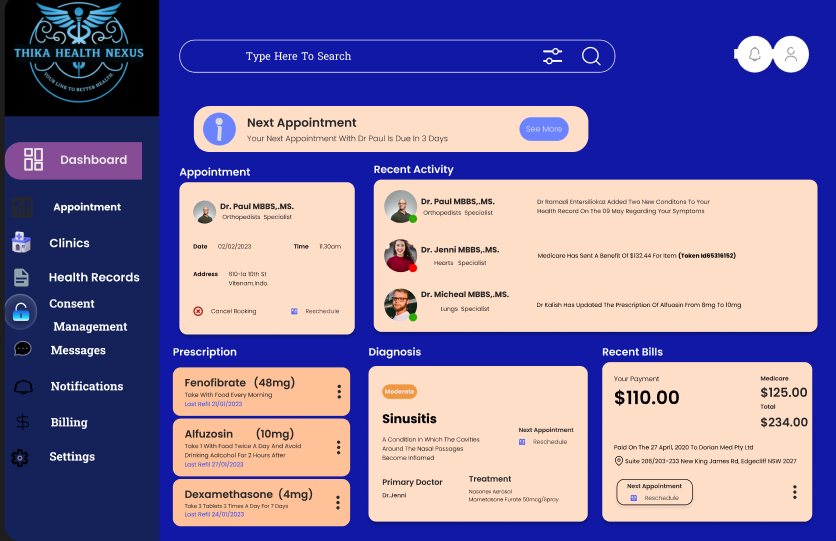 THIKA HEALTH NEXUS
YOUR LINK TO BETTER HEALTH
Type Here To Search
Next Appointment
Your Next Appointment With Dr Paul Is Due In 3 Days
See More
Dashboard
Appointment
Clinics
Health Records
Consent
Management
Messages
Notifications
Billing
Settings
Appointment
Dr. Paul MBBS,.MS.
Orthopedists Specialist
Date 02/02/2023 Time 11.30am
Address 610-1a 10th St
Vitenam,Inda.
Cancel Booking Reschedule
Recent Activity
Dr. Paul MBBS,.MS.
Orthopedists Specialist
Dr Ramadi Entersiliokaz Added Two New Conditons To Your
Health Record On The 09 May Regarding Your Symptoms
Dr. Jenni MBBS,.MS.
Hearts Specialist
Medicare Has Sent A Benefit Of $132.44 For Item (Token Id65316162)
Dr. Micheal MBBS,.MS.
Lungs Specialist
Dr Kalish Has Updated The Prescription Of Alfuosin From 8mg To 10mg
Prescription
Fenofibrate (48mg)
Take With Food Every Morning
Last Refil 21/01/2023
Alfuzosin (10mg)
Take 1 With Food Twice A Day And Avoid
Drinking Aalcohol For 2 Hours After
Last Refil 27/01/2023
Dexamethasone (4mg)
Take 3 Tablets 3 Times A Day For 7 Days
Last Refil 24/01/2023
Diagnosis
Moderate
Sinusitis
A Condition In Which The Cavities
Around The Nasal Passages
Become Inflamed
Next Appointment
Reschedule
Primary Doctor
Dr.Jenni
Treatment
Nasonex Aerosol
Mometasone Furate 50mcg/Sproy
Recent Bills
Your Payment
$110.00
Medicare
$125.00
Total
$234.00
Paid On The 27 April, 2020 To Dorian Med Pty Ltd
Suite 206/203-233 New King James Rd, Edgecliff NSW 2027
Next Appointment
Reschedule